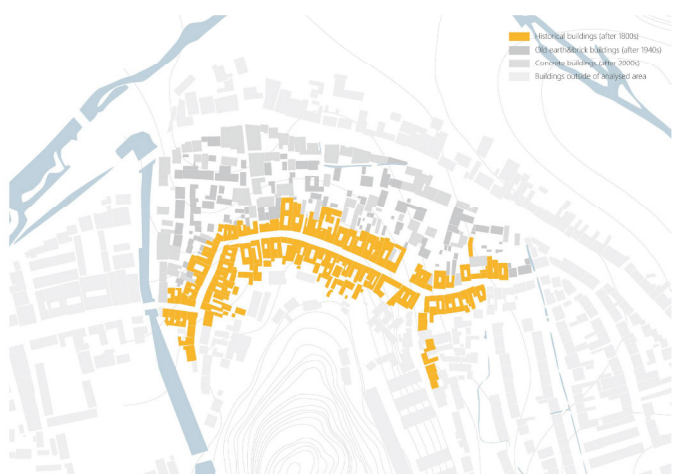 Historical buildings (after 1800s)
Old earth&brick buildings (after 1940s)
Concrete buildings (after 2000s)
Buildings outside of analysed area